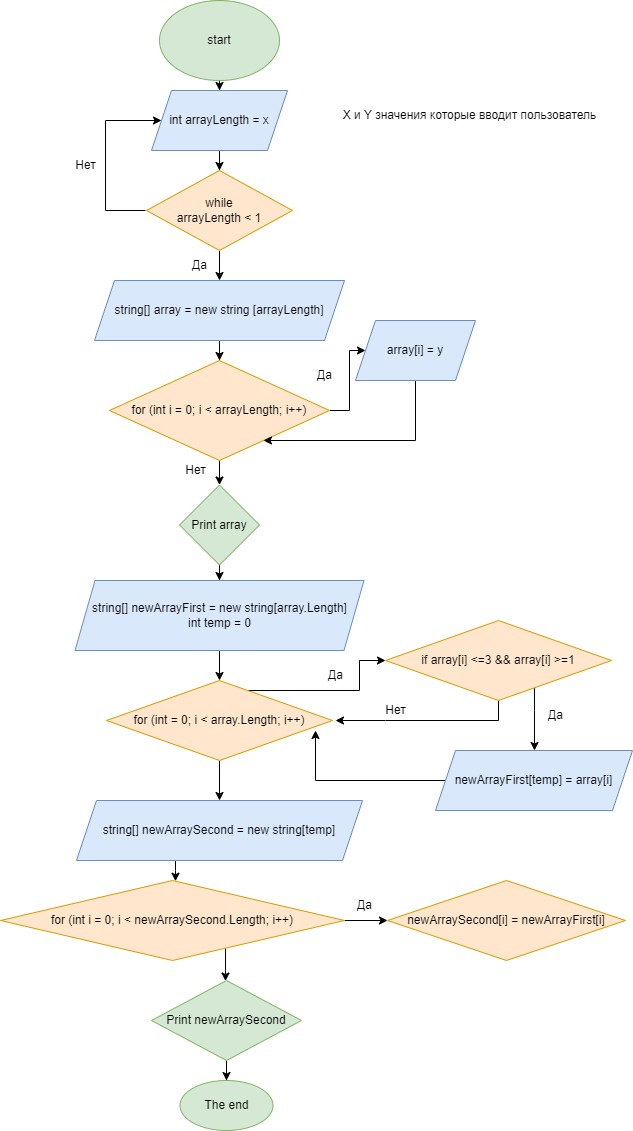 start
int arrayLength = x
X и Y значения которые вводит пользователь
Нет
while
arrayLength < 1
Да
string[] array = new string [arrayLength]
array[i] = y
Да
for (int i = 0; i < arrayLength; i++)
Нет
Print array
string[] newArrayFirst = new string[array.Length]
int temp = 0
if array[i] <=3 && array[i] >=1
Да
Нет
for (int = 0; i < array.Length; i++)
Да
newArrayFirst[temp] = array[i]
string[] newArraySecond = new string[temp]
Да
for (int i = 0; i < newArraySecond.Length; i++)
newArraySecond[i] = newArrayFirst[i]
Print newArraySecond
The end